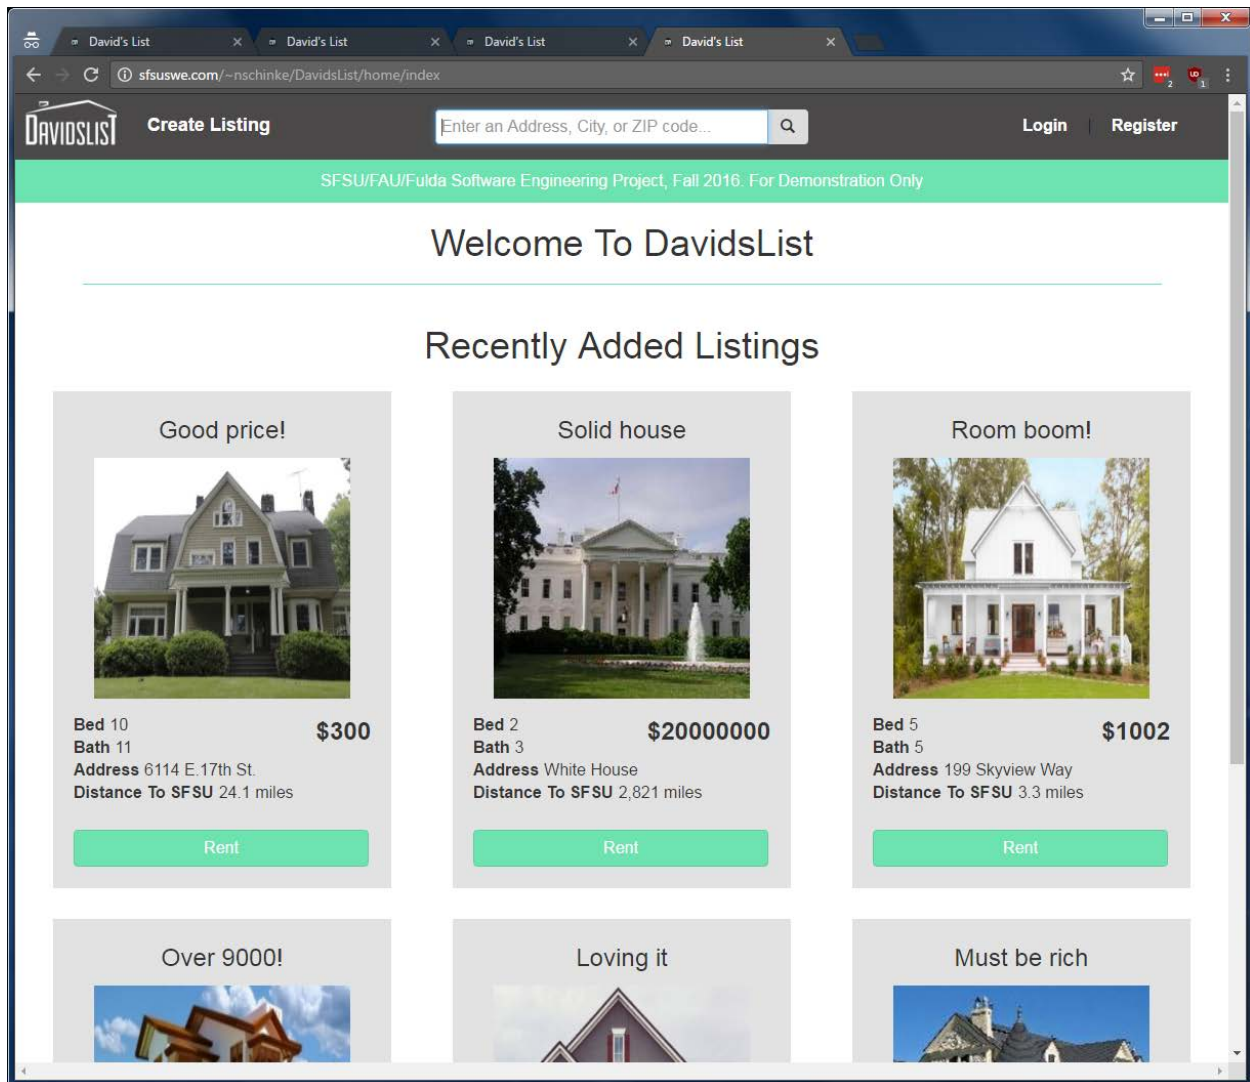 David's List
David's List
David's List
David's List
sfsuswe.com/~nschinke/DavidsList/home/index
2
UD
1
DAVIDSLIST
Create Listing
Enter an Address, City, or ZIP code...
Login
Register
SFSU/FAU/Fulda Software Engineering Project, Fall 2016. For Demonstration Only
Welcome To DavidsList
Recently Added Listings
Good price!
Bed 10
Bath 11
$300
Address 6114 E.17th St.
Distance To SFSU 24.1 miles
Rent
Solid house
Bed 2
Bath 3
$20000000
Address White House
Distance To SFSU 2,821 miles
Rent
Room boom!
Bed 5
Bath 5
$1002
Address 199 Skyview Way
Distance To SFSU 3.3 miles
Rent
Over 9000!
Loving it
Must be rich